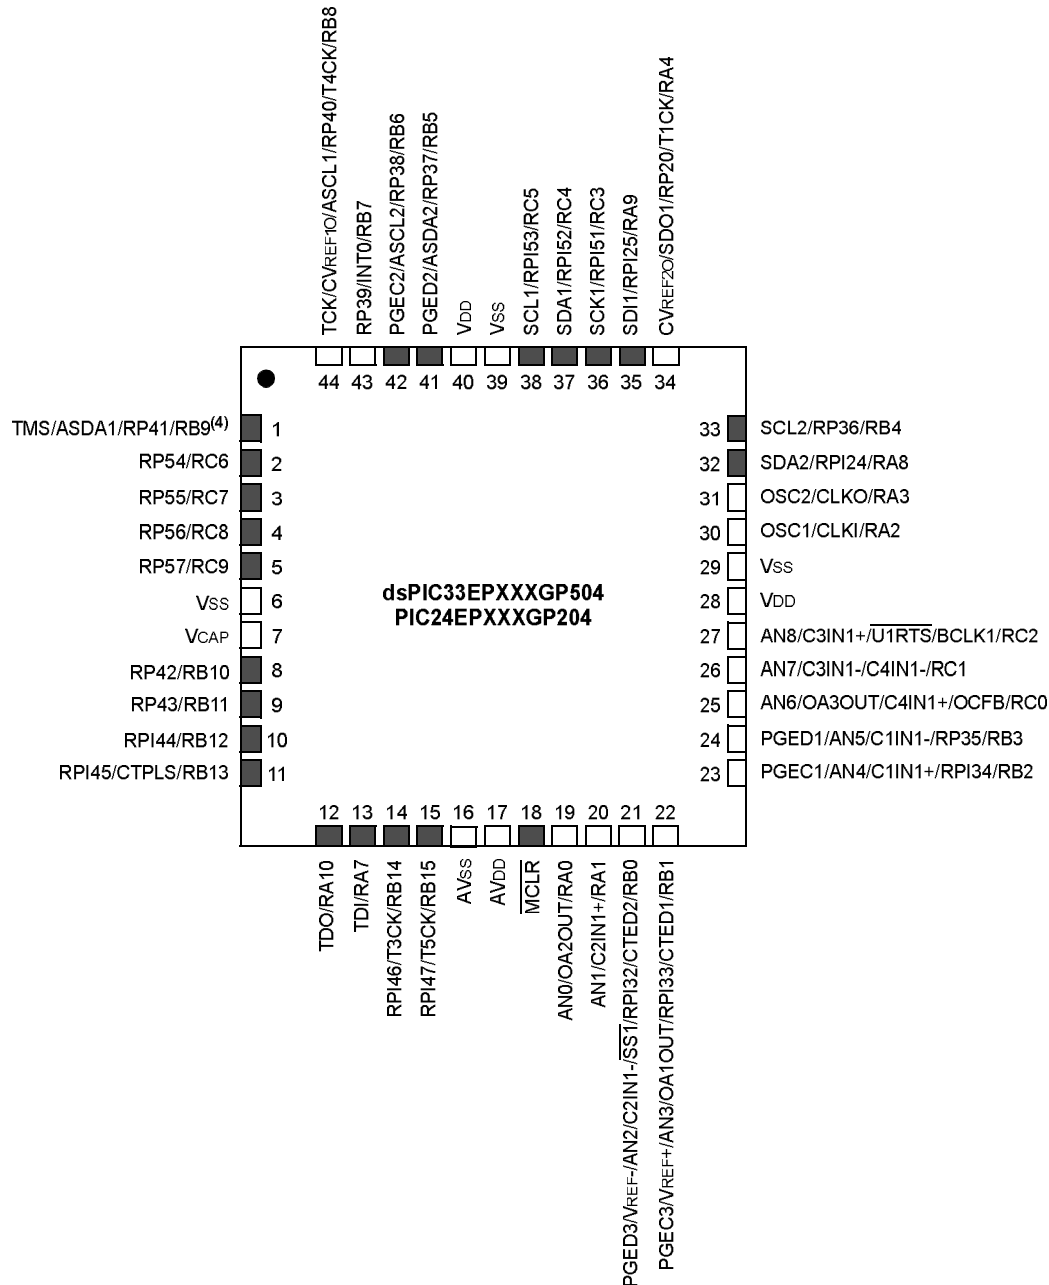 TCK/CVREF1O/ASCL1/RP40/T4CK/RB8
RP39/INT0/RB7
PGEC2/ASCL2/RP38/RB6
PGED2/ASDA2/RP37/RB5
VDD
VSS
SCL1/RPI53/RC5
SDA1/RPI52/RC4
SCK1/RPI51/RC3
SDI1/RPI25/RA9
CVREF2O/SDO1/RP20/T1CK/RA4
44 43 42 41 40 39 38 37 36 35 34
TMS/ASDA1/RP41/RB9(4) 1
RP54/RC6 2
RP55/RC7 3
RP56/RC8 4
RP57/RC9 5
VSS 6
VCAP 7
RP42/RB10 8
RP43/RB11 9
RPI44/RB12 10
RPI45/CTPLS/RB13 11
dsPIC33EPXXXGP504
PIC24EPXXXGP204
33 SCL2/RP36/RB4
32 SDA2/RPI24/RA8
31 OSC2/CLKO/RA3
30 OSC1/CLKI/RA2
29 VSS
28 VDD
27 AN8/C3IN1+/U1RTS/BCLK1/RC2
26 AN7/C3IN1-/C4IN1-/RC1
25 AN6/OA3OUT/C4IN1+/OCFB/RC0
24 PGED1/AN5/C1IN1-/RP35/RB3
23 PGEC1/AN4/C1IN1+/RPI34/RB2
12 13 14 15 16 17 18 19 20 21 22
TDO/RA10
TDI/RA7
RPI46/T3CK/RB14
RPI47/T5CK/RB15
AVSS
AVDD
MCLR
AN0/OA2OUT/RA0
AN1/C2IN1+/RA1
PGED3/VREF-/AN2/C2IN1-/SS1/RPI32/CTED2/RB0
PGEC3/VREF+/AN3/OA1OUT/RPI33/CTED1/RB1